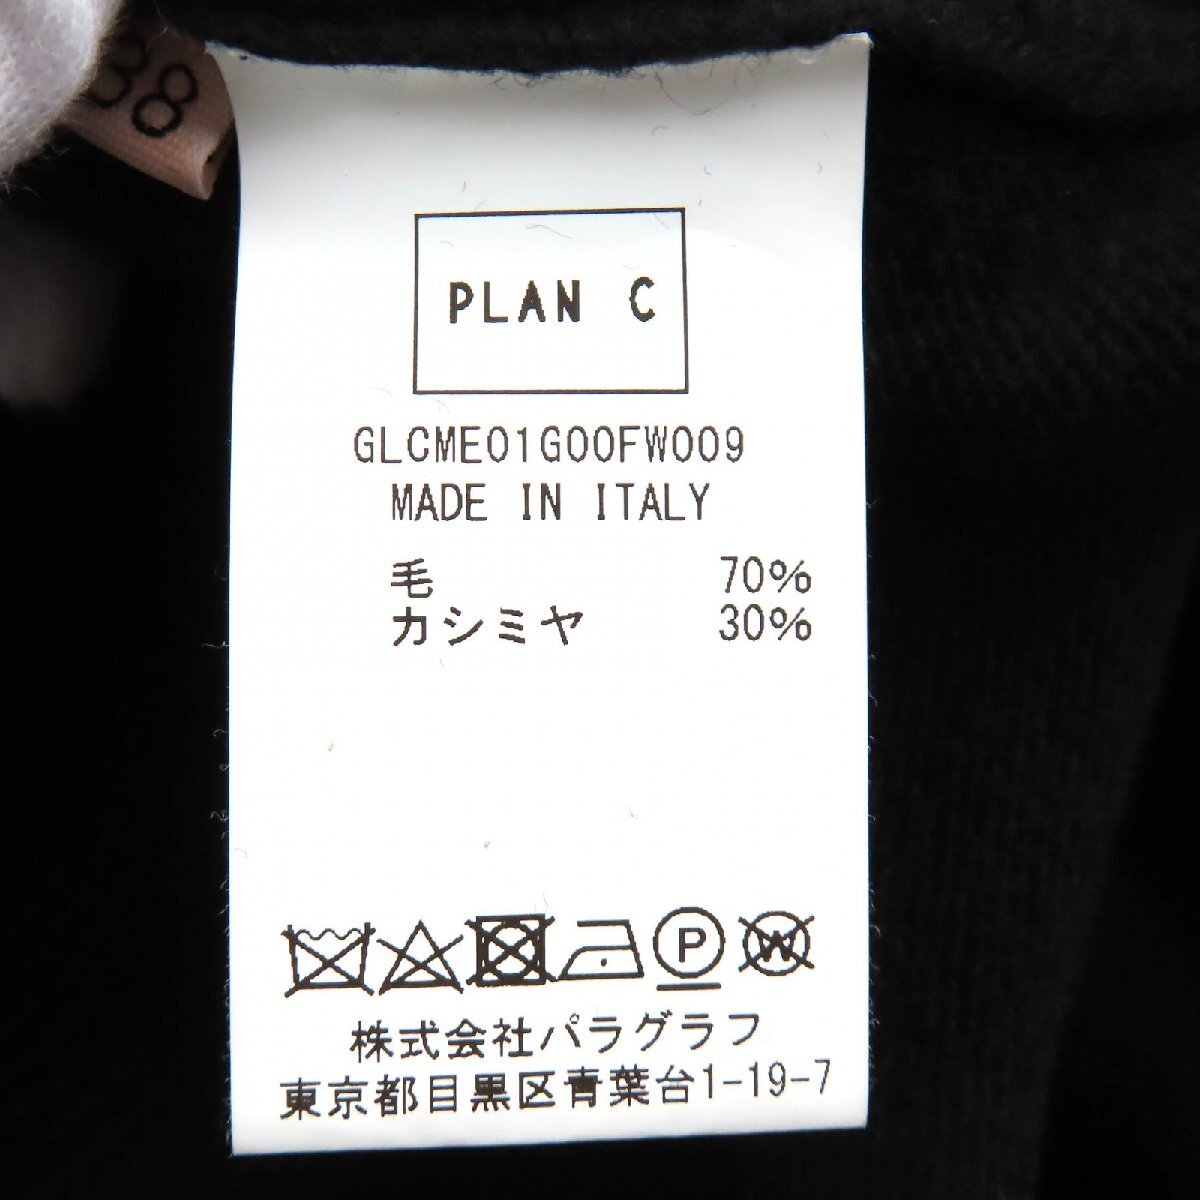 38
PLAN C
GLCME01G00FW009
MADE IN ITALY
毛 70%
カシミヤ 30%
P W
株式会社パラグラフ
東京都目黒区青葉台1-19-7